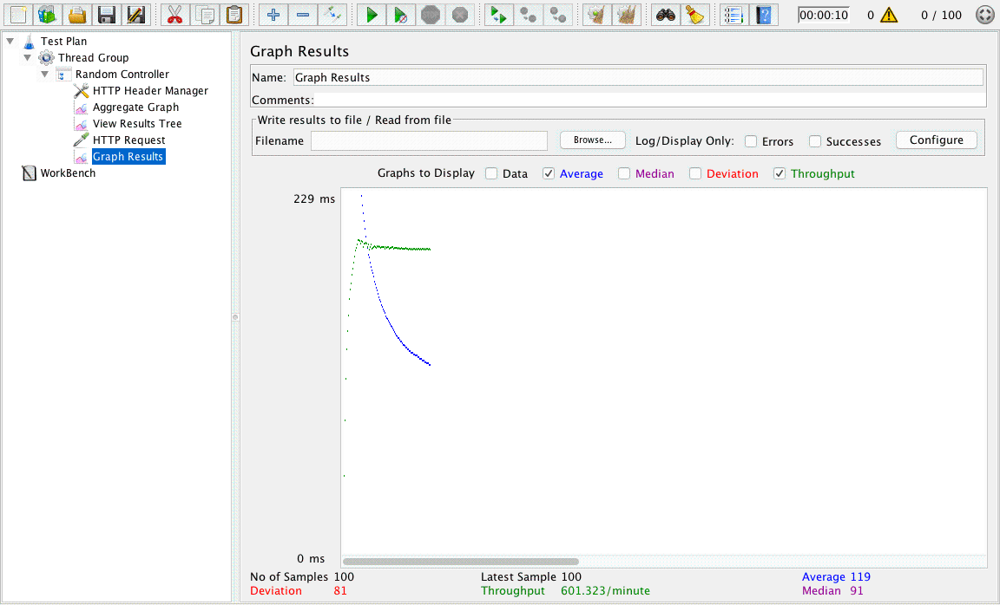 00:00:10 0 0 / 100
Test Plan
Thread Group
Random Controller
HTTP Header Manager
Aggregate Graph
View Results Tree
HTTP Request
Graph Results
WorkBench
Graph Results
Name: Graph Results
Comments:
Write results to file / Read from file
Filename Browse... Log/Display Only: Errors Successes Configure
Graphs to Display Data Average Median Deviation Throughput
229 ms
0 ms
No of Samples 100 Latest Sample 100 Average 119
Deviation 81 Throughput 601.323/minute Median 91